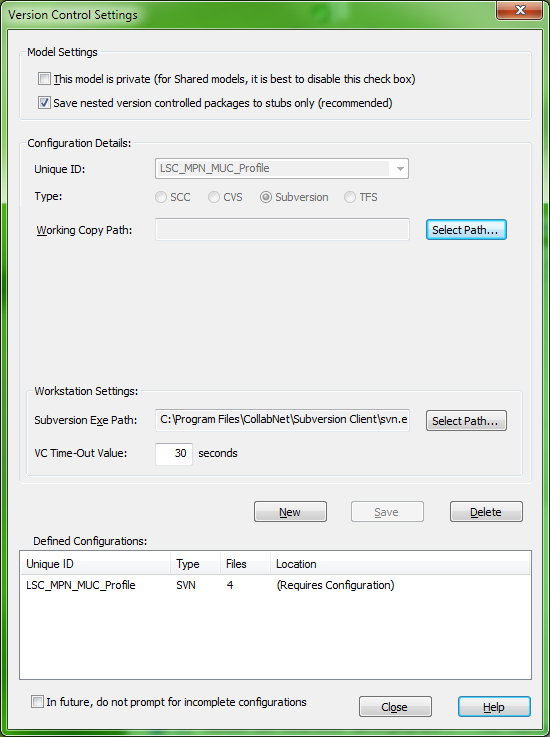 Version Control Settings
Model Settings
This model is private (for Shared models, it is best to disable this check box)
Save nested version controlled packages to stubs only (recommended)
Configuration Details:
Unique ID: LSC_MPN_MUC_Profile
Type: SCC CVS Subversion TFS
Working Copy Path: Select Path...
Workstation Settings:
Subversion Exe Path: C:\Program Files\CollabNet\Subversion Client\svn.e Select Path...
VC Time-Out Value: 30 seconds
New Save Delete
Defined Configurations:
Unique ID Type Files Location
LSC_MPN_MUC_Profile SVN 4 (Requires Configuration)
In future, do not prompt for incomplete configurations Close Help